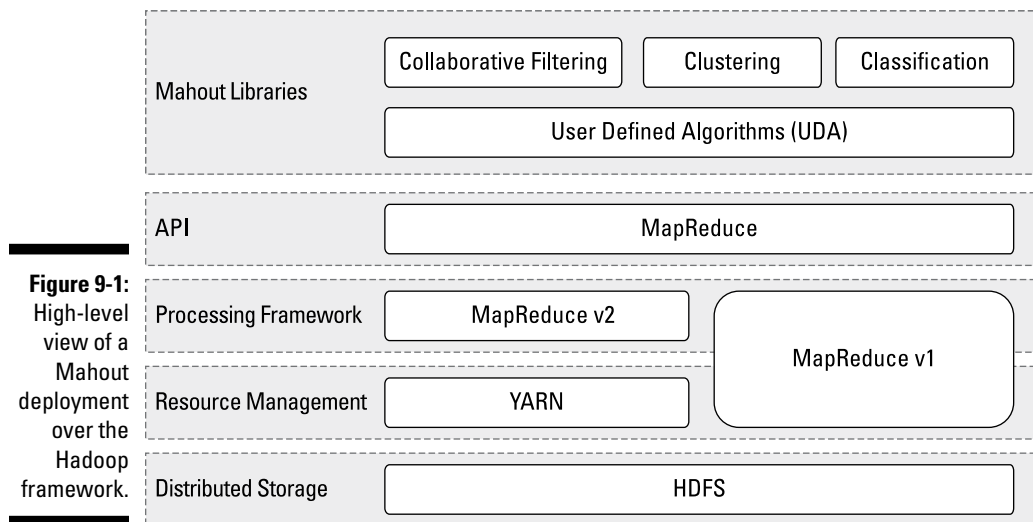 Mahout Libraries
Collaborative Filtering
Clustering
Classification
User Defined Algorithms (UDA)
API
MapReduce
Processing Framework
MapReduce v2
MapReduce v1
Resource Management
YARN
Distributed Storage
HDFS
Figure 9-1:
High-level
view of a
Mahout
deployment
over the
Hadoop
framework.